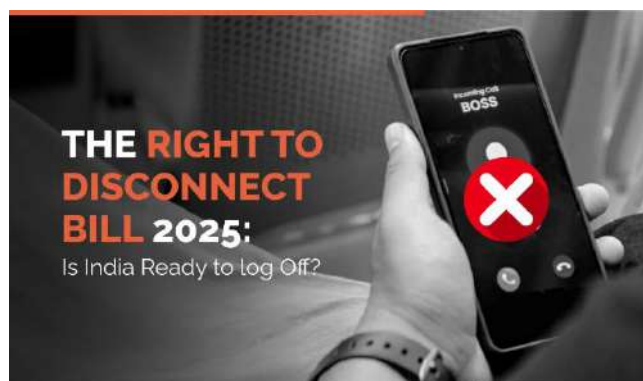 THE RIGHT TO
DISCONNECT
BILL 2025:
Is India Ready to log Off?
Incoming Call
BOSS